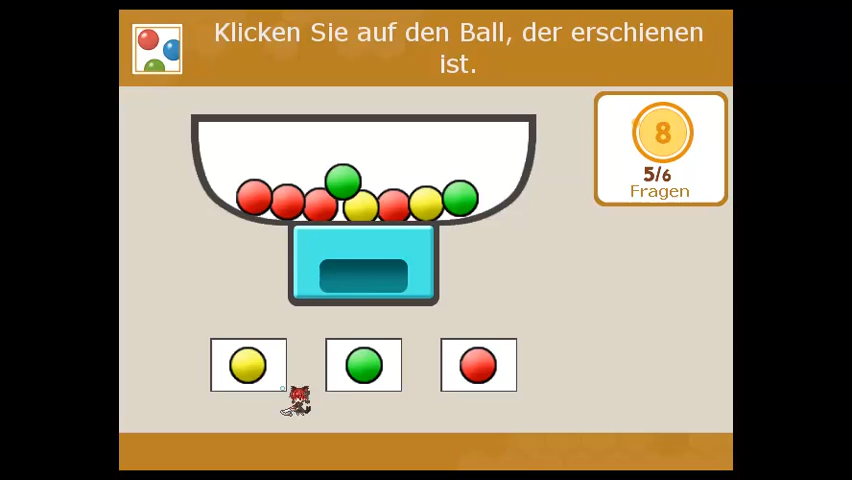 Klicken Sie auf den Ball, der erschienen
ist.
8
5/6
Fragen